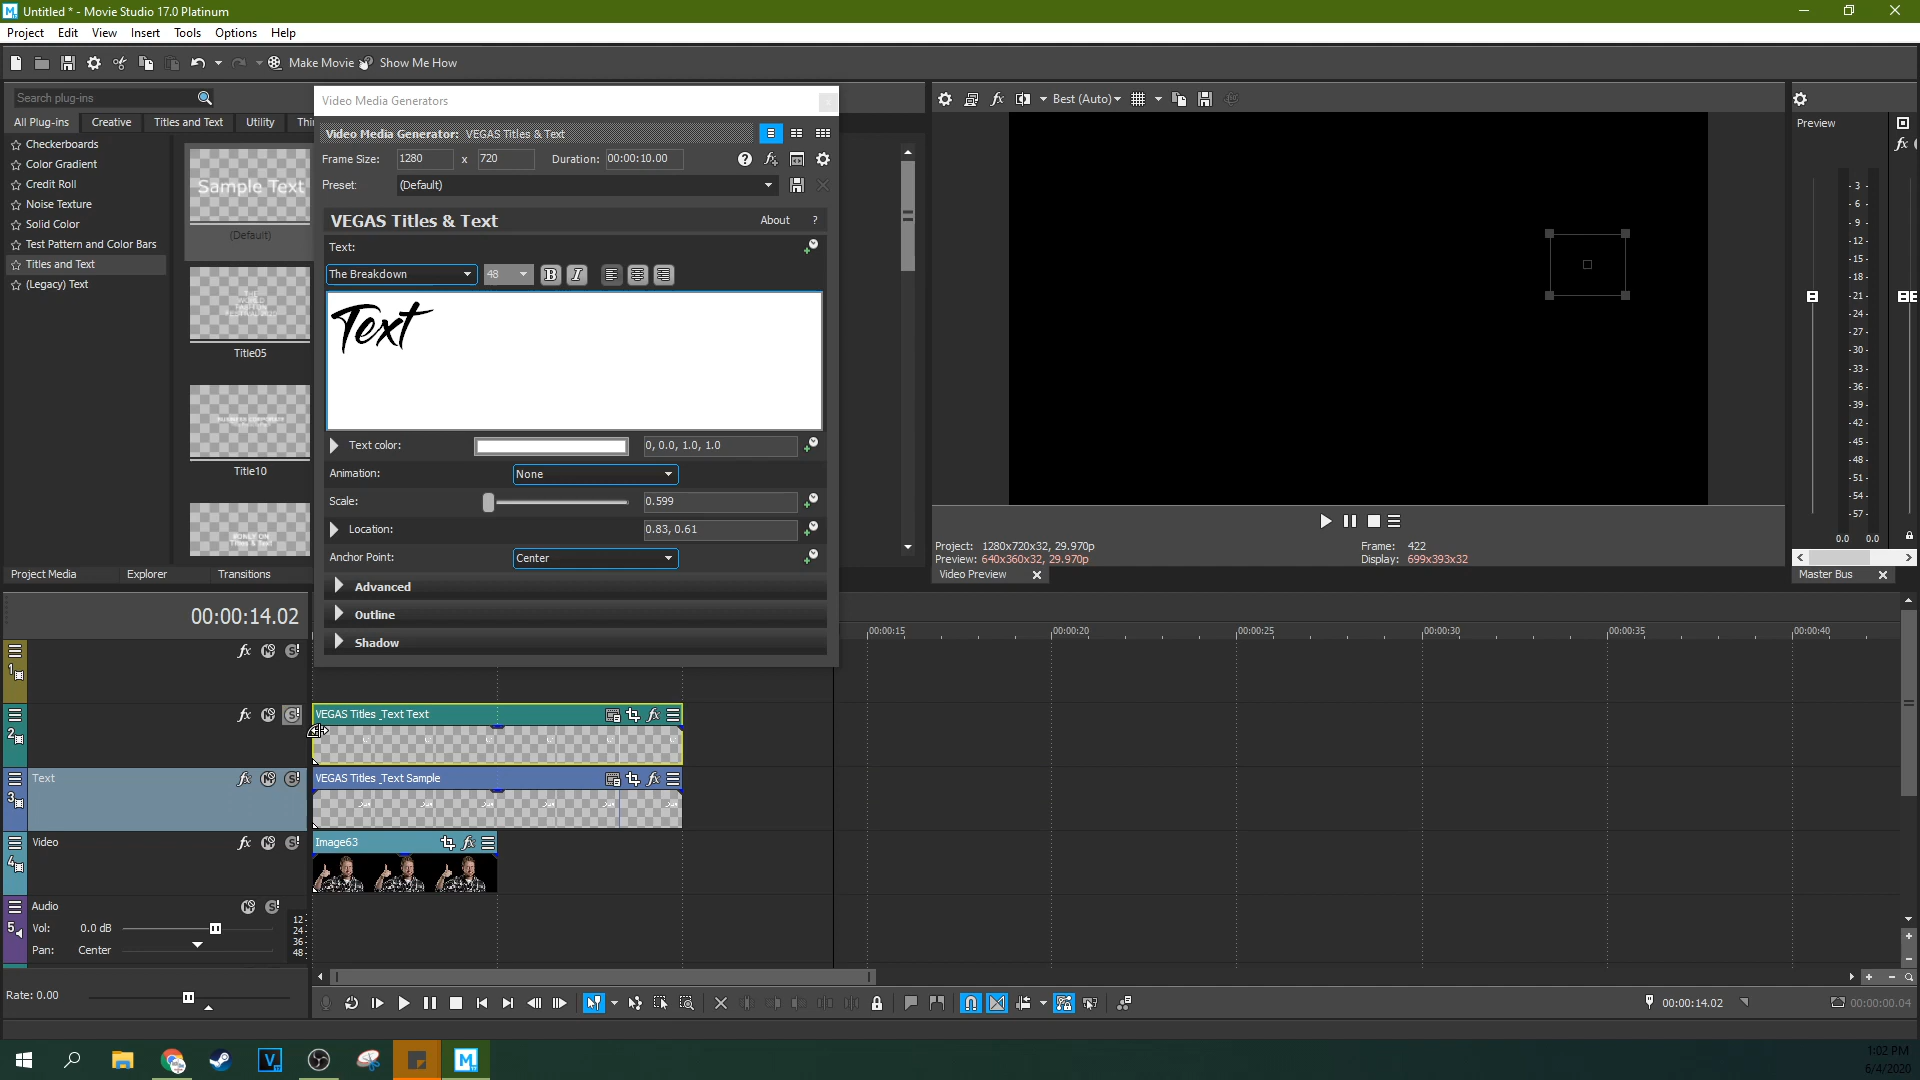 Untitled * - Movie Studio 17.0 Platinum
Project Edit View Insert Tools Options Help
Make Movie Show Me How
Search plug-ins
All Plug-ins Creative Titles and Text Utility Thi
Checkerboards
Color Gradient
Credit Roll
Noise Texture
Solid Color
Test Pattern and Color Bars
Titles and Text
(Legacy) Text
Sample Text
(Default)
Title05
Title10
Project Media Explorer Transitions
Video Media Generators
Video Media Generator: VEGAS Titles & Text
Frame Size: 1280 x 720 Duration: 00:00:10.00
Preset: (Default)
VEGAS Titles & Text About ?
Text:
The Breakdown 48 B I
Text
Text color: 0, 0.0, 1.0, 1.0
Animation: None
Scale: 0.599
Location: 0.83, 0.61
Anchor Point: Center
Advanced
Outline
Shadow
fx Best (Auto)
Project: 1280x720x32, 29.970p
Preview: 640x360x32, 29.970p
Frame: 422
Display: 699x393x32
Video Preview
Preview
fx
-3-
-6-
-9-
-12-
-15-
-18-
-21-
-24-
-27-
-30-
-33-
-36-
-39-
-42-
-45-
-48-
-51-
-54-
-57-
0.0 0.0
Master Bus
00:00:14.02
00:00:15 00:00:20 00:00:25 00:00:30 00:00:35 00:00:40
1 fx
2 fx
VEGAS Titles _Text Text fx
3 Text fx
VEGAS Titles _Text Sample fx
4 Video fx
Image63 fx
5 Audio
Vol: 0.0 dB
Pan: Center
12
24
36
48
Rate: 0.00
00:00:14.02 00:00:00.04
1:02 PM
6/4/2020